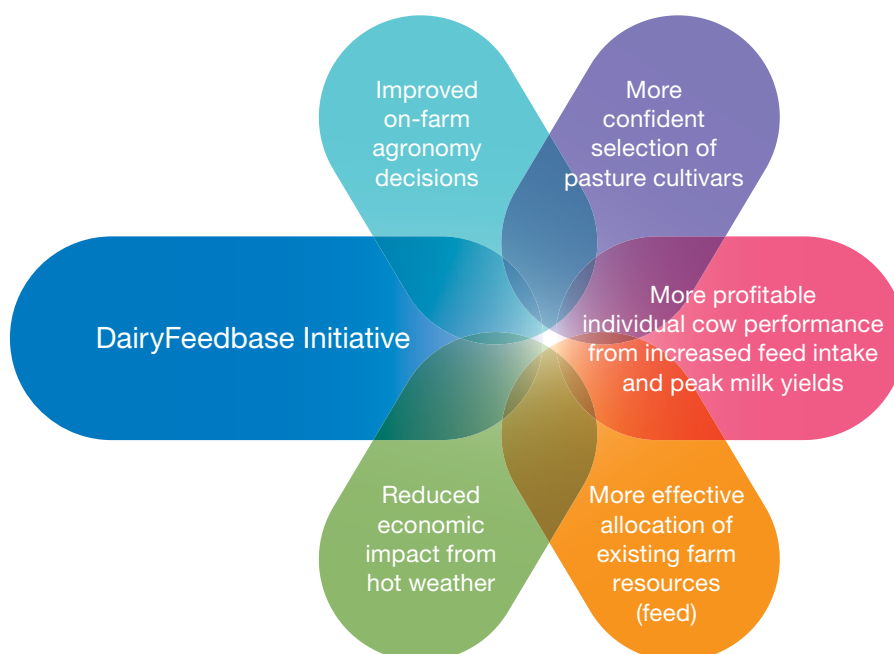 Improved
on-farm
agronomy
decisions
More
confident
selection of
pasture cultivars
DairyFeedbase Initiative
More profitable
individual cow performance
from increased feed intake
and peak milk yields
Reduced
economic
impact from
hot weather
More effective
allocation of
existing farm
resources
(feed)